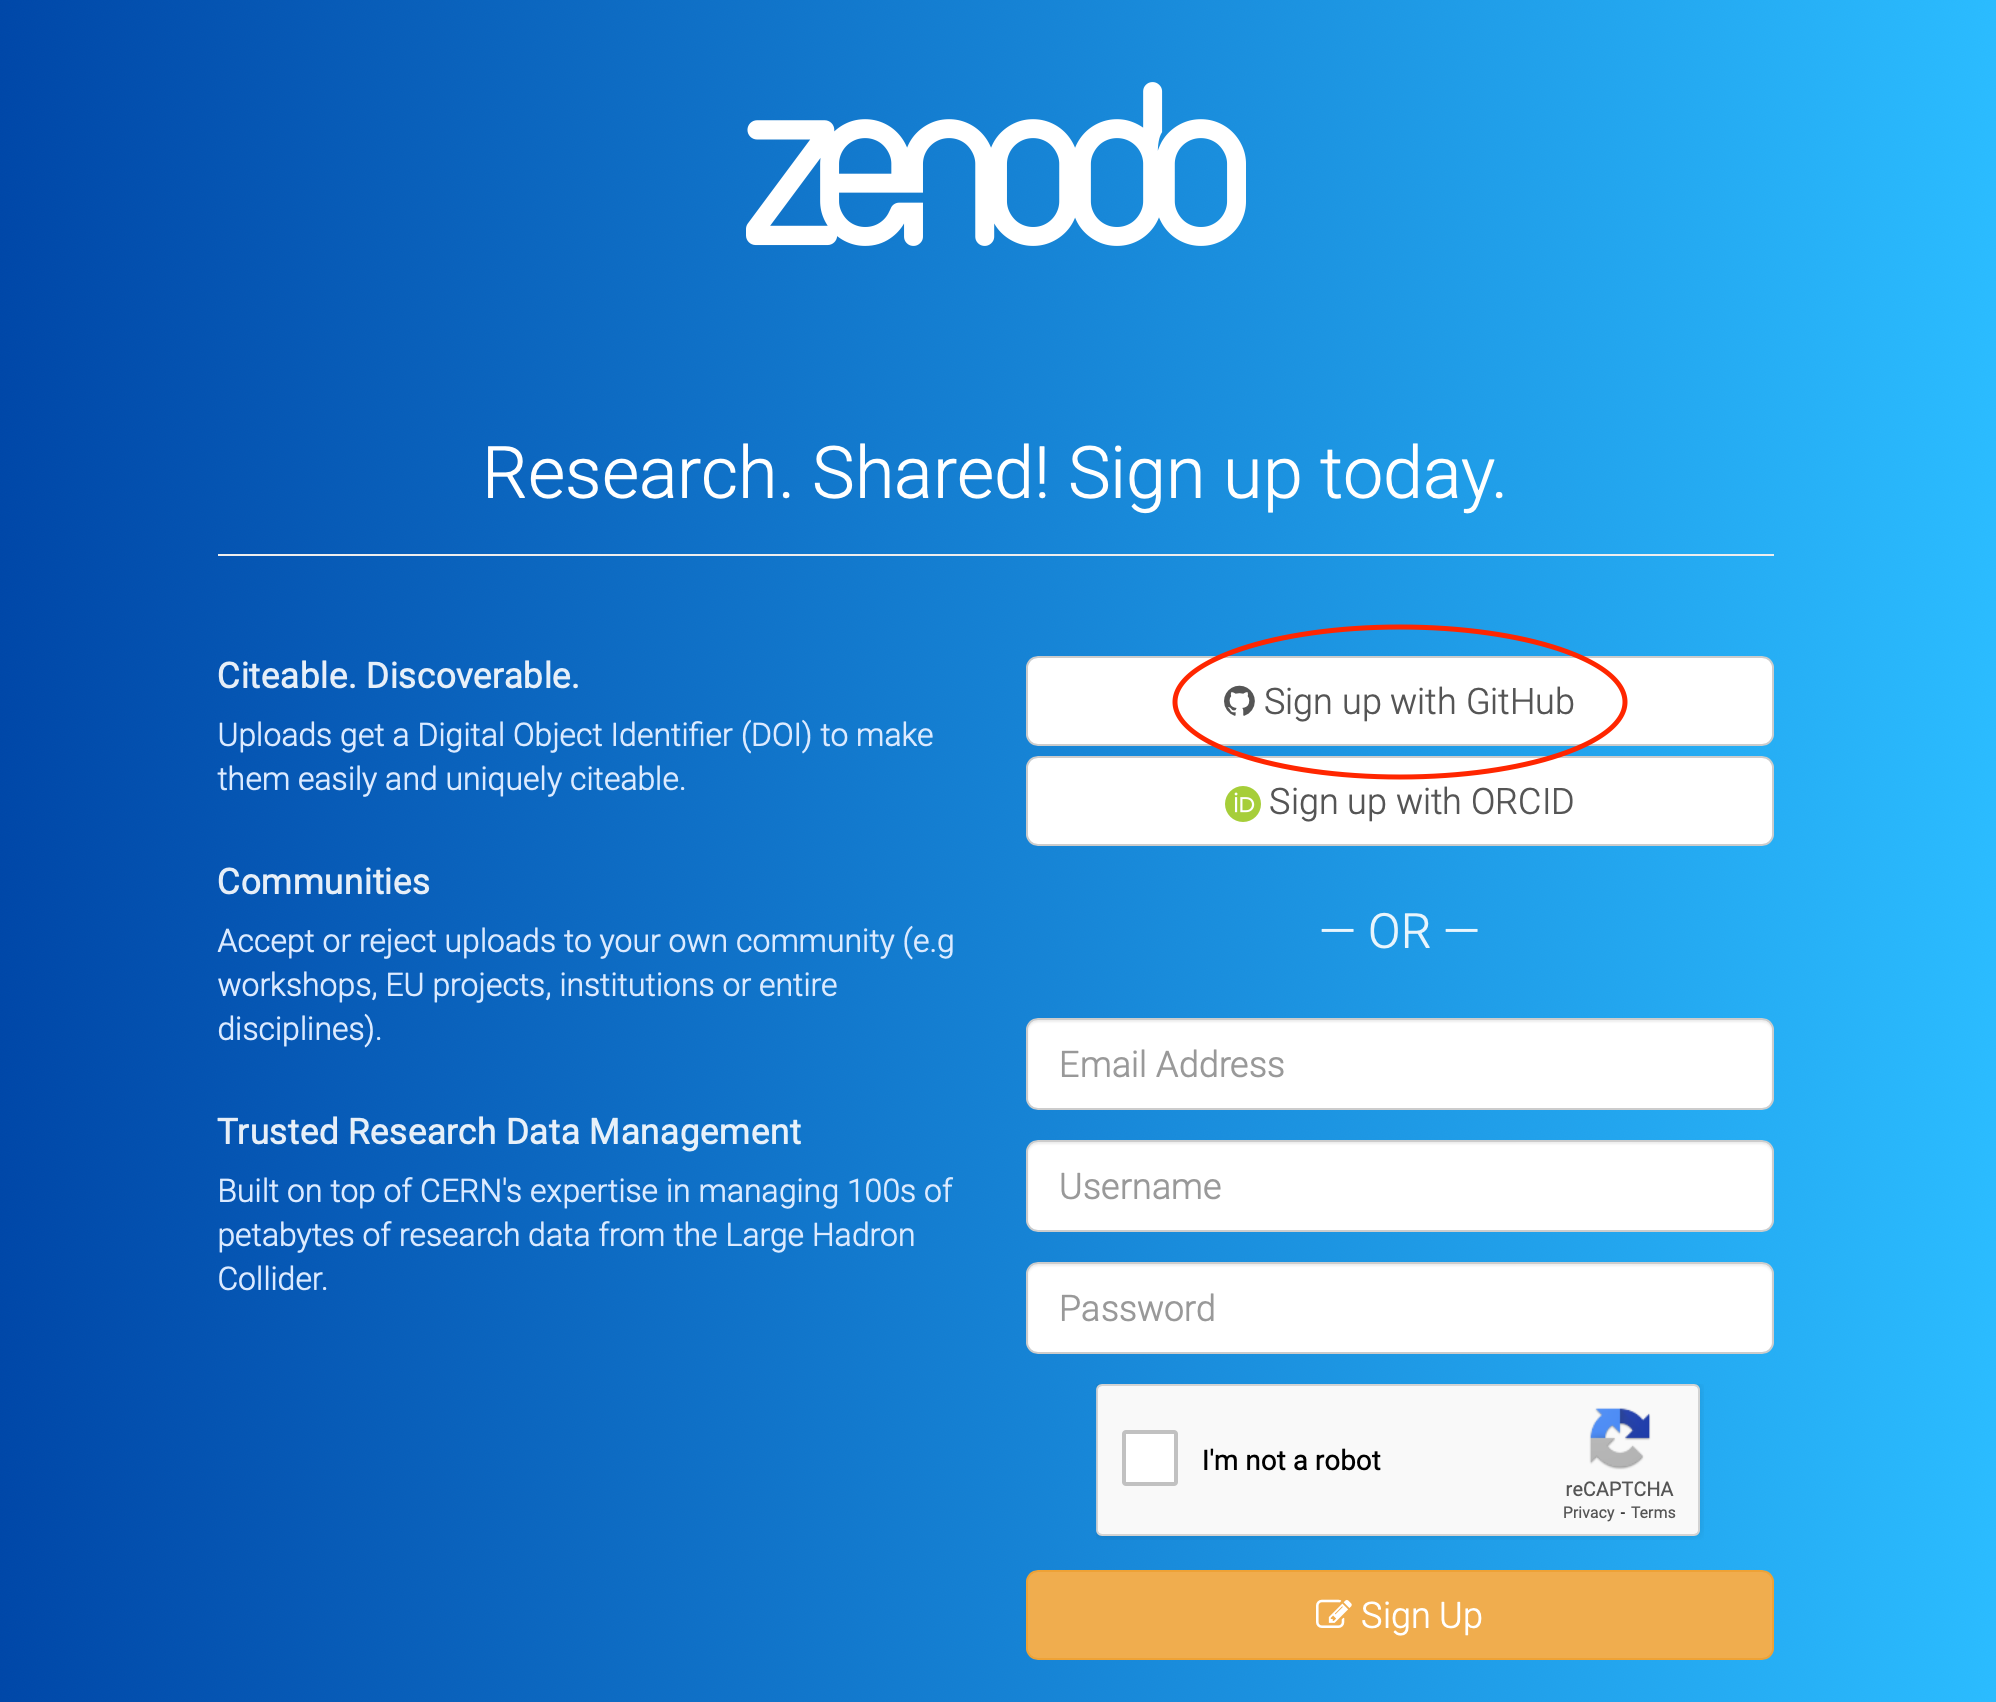 zenodo
Research. Shared! Sign up today.
Citeable. Discoverable.
Uploads get a Digital Object Identifier (DOI) to make
them easily and uniquely citeable.
Communities
Accept or reject uploads to your own community (e.g
workshops, EU projects, institutions or entire
disciplines).
Trusted Research Data Management
Built on top of CERN's expertise in managing 100s of
petabytes of research data from the Large Hadron
Collider.
Sign up with GitHub
iD Sign up with ORCID
— OR —
Email Address
Username
Password
I'm not a robot
reCAPTCHA
Privacy - Terms
Sign Up